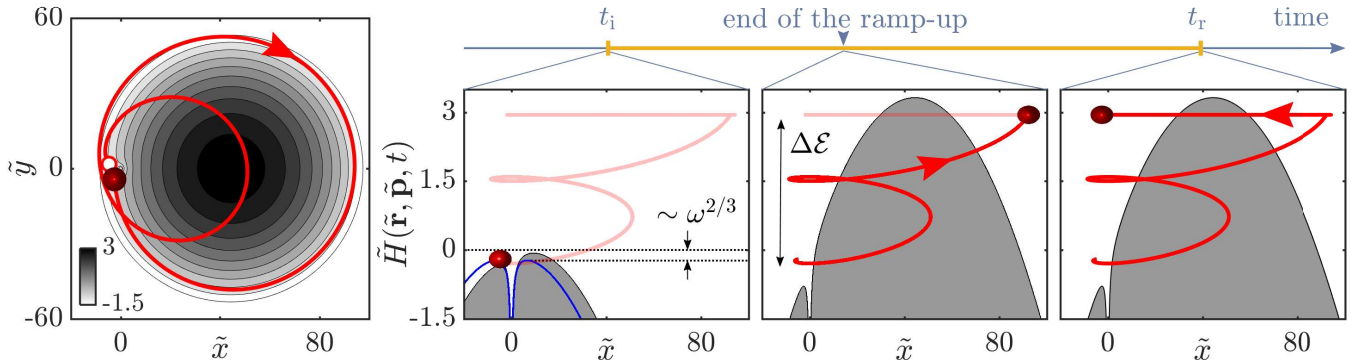 60
0
-60
ỹ
3
-1.5
0 x̃ 80
t_i end of the ramp-up t_r time
H̃(r̃, p̃, t)
3
1.5
0
-1.5
∼ ω^{2/3}
Δℰ
0 x̃ 80
0 x̃ 80
0 x̃ 80